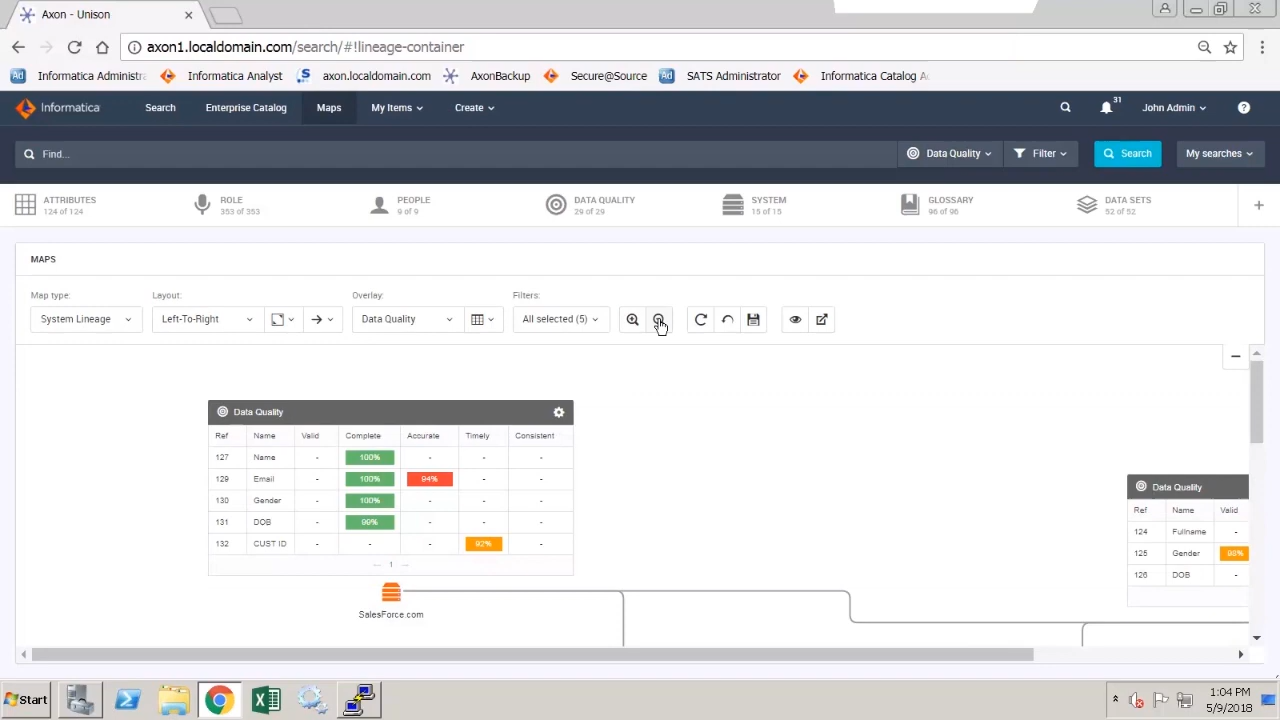 Axon - Unison
axon1.localdomain.com/search/#!lineage-container
Informatica Administra
Informatica Analyst
axon.localdomain.com
AxonBackup
Secure@Source
SATS Administrator
Informatica Catalog A
Informatica
Search
Enterprise Catalog
Maps
My Items
Create
31
John Admin
?
Find...
Data Quality
Filter
Search
My searches
ATTRIBUTES
124 of 124
ROLE
353 of 353
PEOPLE
9 of 9
DATA QUALITY
29 of 29
SYSTEM
15 of 15
GLOSSARY
96 of 96
DATA SETS
52 of 52
+
MAPS
Map type:
System Lineage
Layout:
Left-To-Right
Overlay:
Data Quality
Filters:
All selected (5)
Data Quality
Ref Name Valid Complete Accurate Timely Consistent
127 Name - 100% - - -
129 Email - 100% 94% - -
130 Gender - 100% - - -
131 DOB - 99% - - -
132 CUST ID - - - 92% -
1
SalesForce.com
Data Quality
Ref Name Valid
124 Fullname -
125 Gender 98%
126 DOB -
Start
1:04 PM
5/9/2018